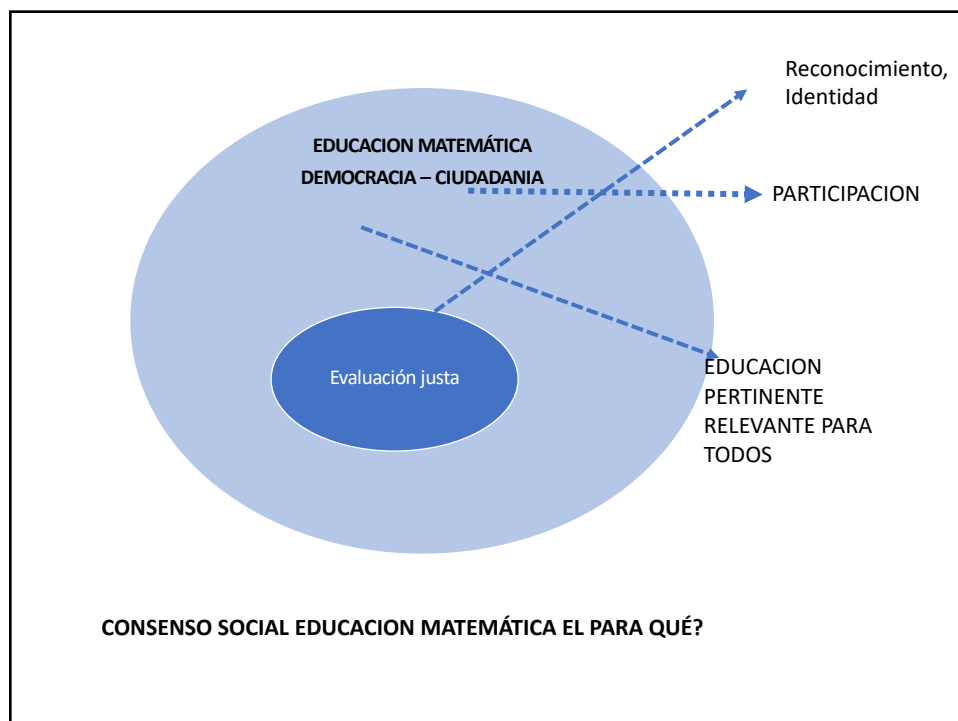 Reconocimiento,
Identidad
EDUCACION MATEMÁTICA
DEMOCRACIA – CIUDADANIA
PARTICIPACION
EDUCACION
PERTINENTE
RELEVANTE PARA
TODOS
Evaluación justa
CONSENSO SOCIAL EDUCACION MATEMÁTICA EL PARA QUÉ?